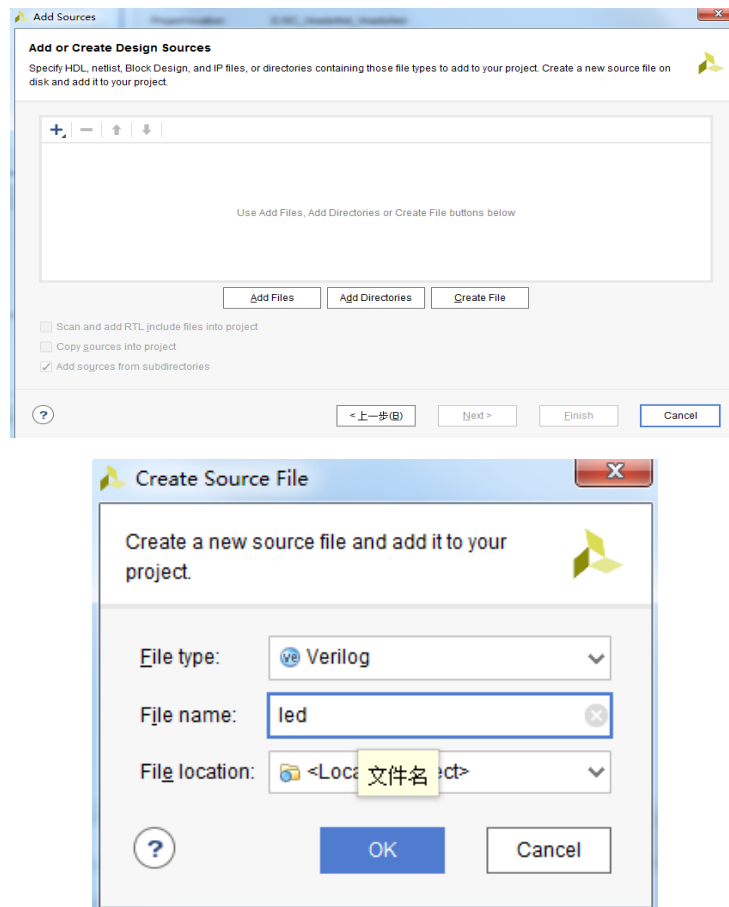 Add Sources
Add or Create Design Sources
Specify HDL, netlist, Block Design, and IP files, or directories containing those file types to add to your project. Create a new source file on
disk and add it to your project.
Use Add Files, Add Directories or Create File buttons below
Add Files Add Directories Create File
Scan and add RTL include files into project
Copy sources into project
Add sources from subdirectories
? <上一步(B) Next > Finish Cancel
Create Source File
Create a new source file and add it to your
project.
File type: ve Verilog
File name: led
File location:
文件名
? OK Cancel